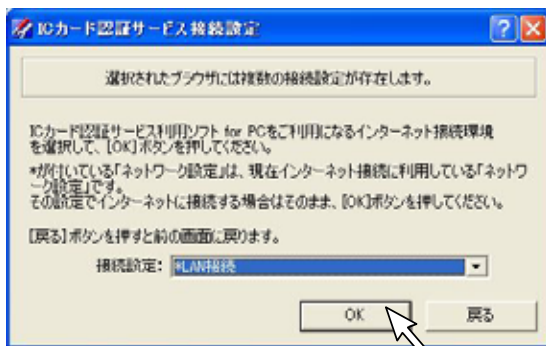 ICカード認証サービス接続設定
選択されたブラウザには複数の接続設定が存在します。
ICカード認証サービス利用ソフト for PCをご利用になるインターネット接続環境
を選択して、[OK]ボタンを押してください。
*が付いている「ネットワーク設定」は、現在インターネット接続に利用している「ネットワ
ーク設定」です。
その設定でインターネットに接続する場合はそのまま、[OK]ボタンを押してください。
[戻る]ボタンを押すと前の画面に戻ります。
接続設定: *LAN接続
OK 戻る